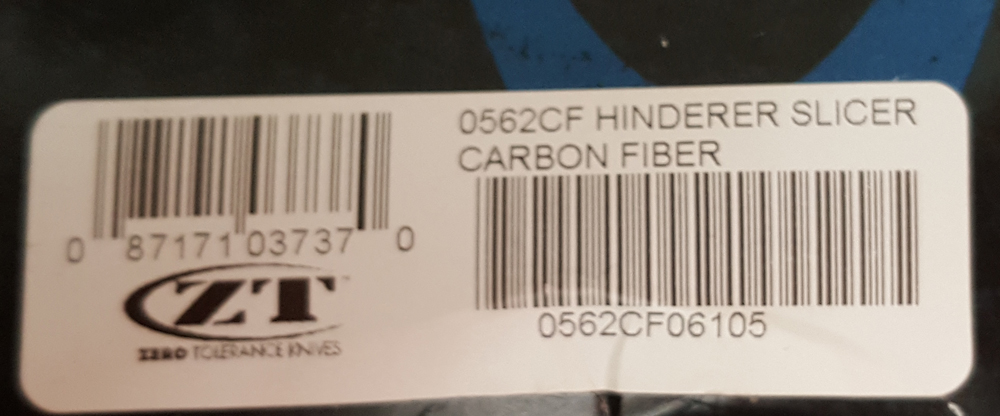 0562CF HINDERER SLICER
CARBON FIBER
0 87171 03737 0
ZT
ZERO TOLERANCE KNIVES
0562CF06105